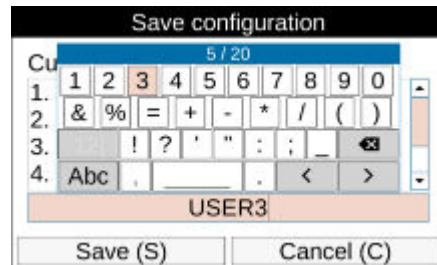 Save configuration
5 / 20
Cu
1 2 3 4 5 6 7 8 9 0
1.
& % = + - * / ( )
2.
! ? ' " : ; _
3.
4.
Abc , . < >
USER3
Save (S) Cancel (C)